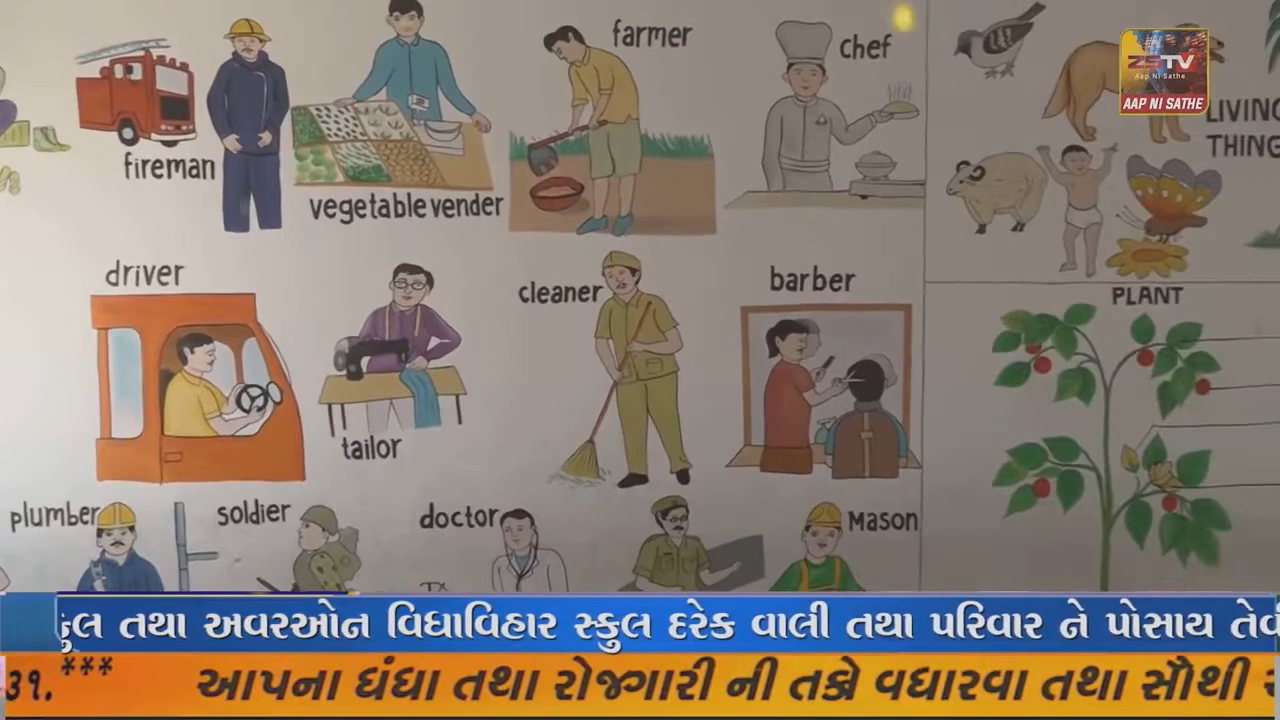 farmer
chef
ZSTV
Aap Ni Sathe
AAP NI SATHE
LIVING
THING
fireman
vegetable vender
driver
cleaner
barber
PLANT
tailor
plumber
soldier
doctor
MASON
તથા અવરઓન વિધાવિહાર સ્કુલ દરેક વાલી તથા પરિવાર ને પોસાય તેવી
૩૧.*** આપના ધંધા તથા રોજગારી ની તકો વધારવા તથા સૌથી